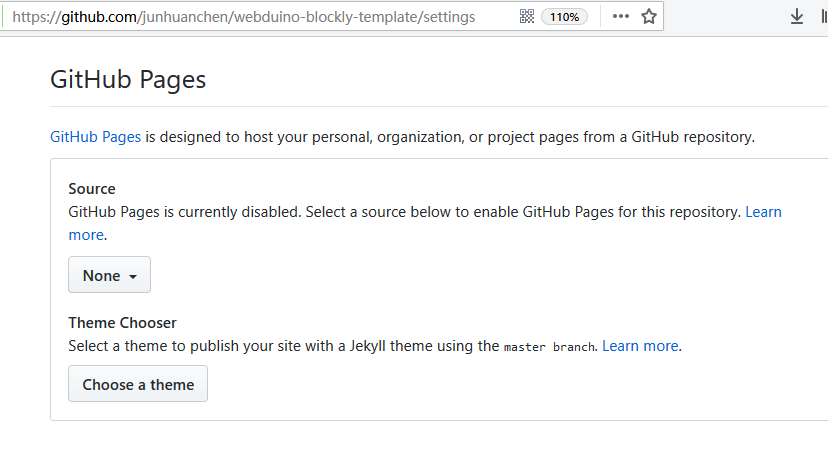 https://github.com/junhuanchen/webduino-blockly-template/settings 110%
GitHub Pages
GitHub Pages is designed to host your personal, organization, or project pages from a GitHub repository.
Source
GitHub Pages is currently disabled. Select a source below to enable GitHub Pages for this repository. Learn
more.
None
Theme Chooser
Select a theme to publish your site with a Jekyll theme using the master branch. Learn more.
Choose a theme